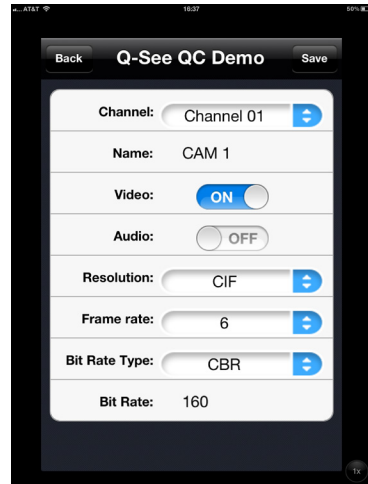 ...AT&T 16:37 50%
Back Q-See QC Demo Save
Channel: Channel 01
Name: CAM 1
Video: ON
Audio: OFF
Resolution: CIF
Frame rate: 6
Bit Rate Type: CBR
Bit Rate: 160
1x